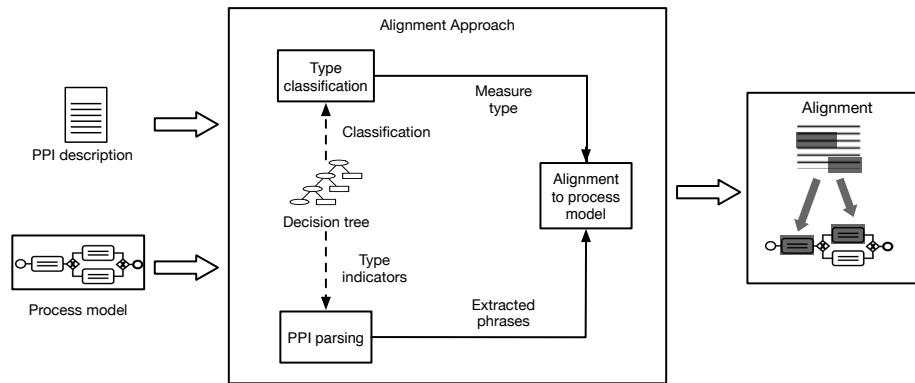 Alignment Approach
Type
classification
Measure
type
Classification
PPI description
Alignment
Alignment
to process
model
Decision tree
Type
indicators
Process model
Extracted
phrases
PPI parsing